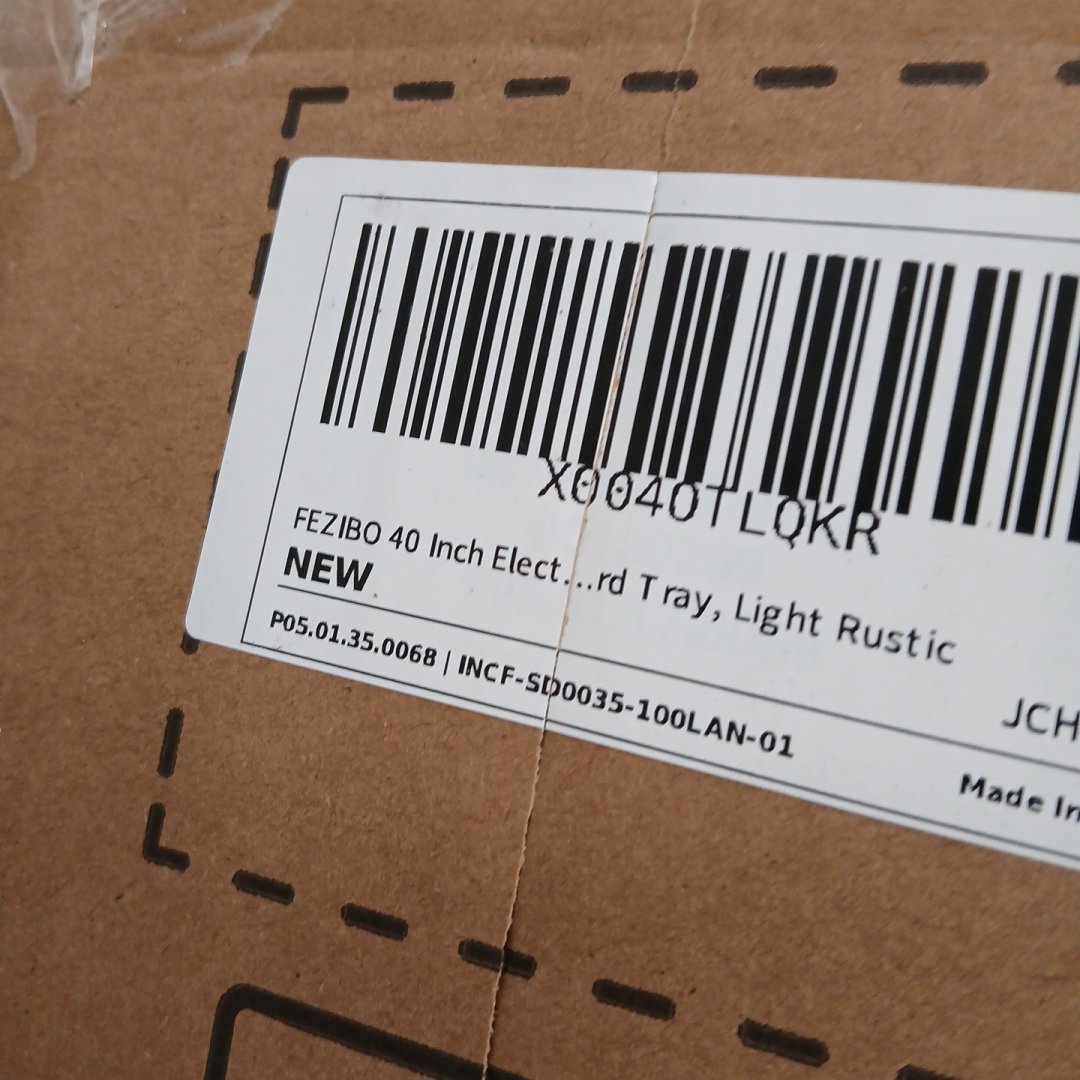 X004OTLQKR
FEZIBO 40 Inch Elect...rd Tray, Light Rustic
NEW
JCH
P05.01.35.0068 | INCF-SD0035-100LAN-01
Made In